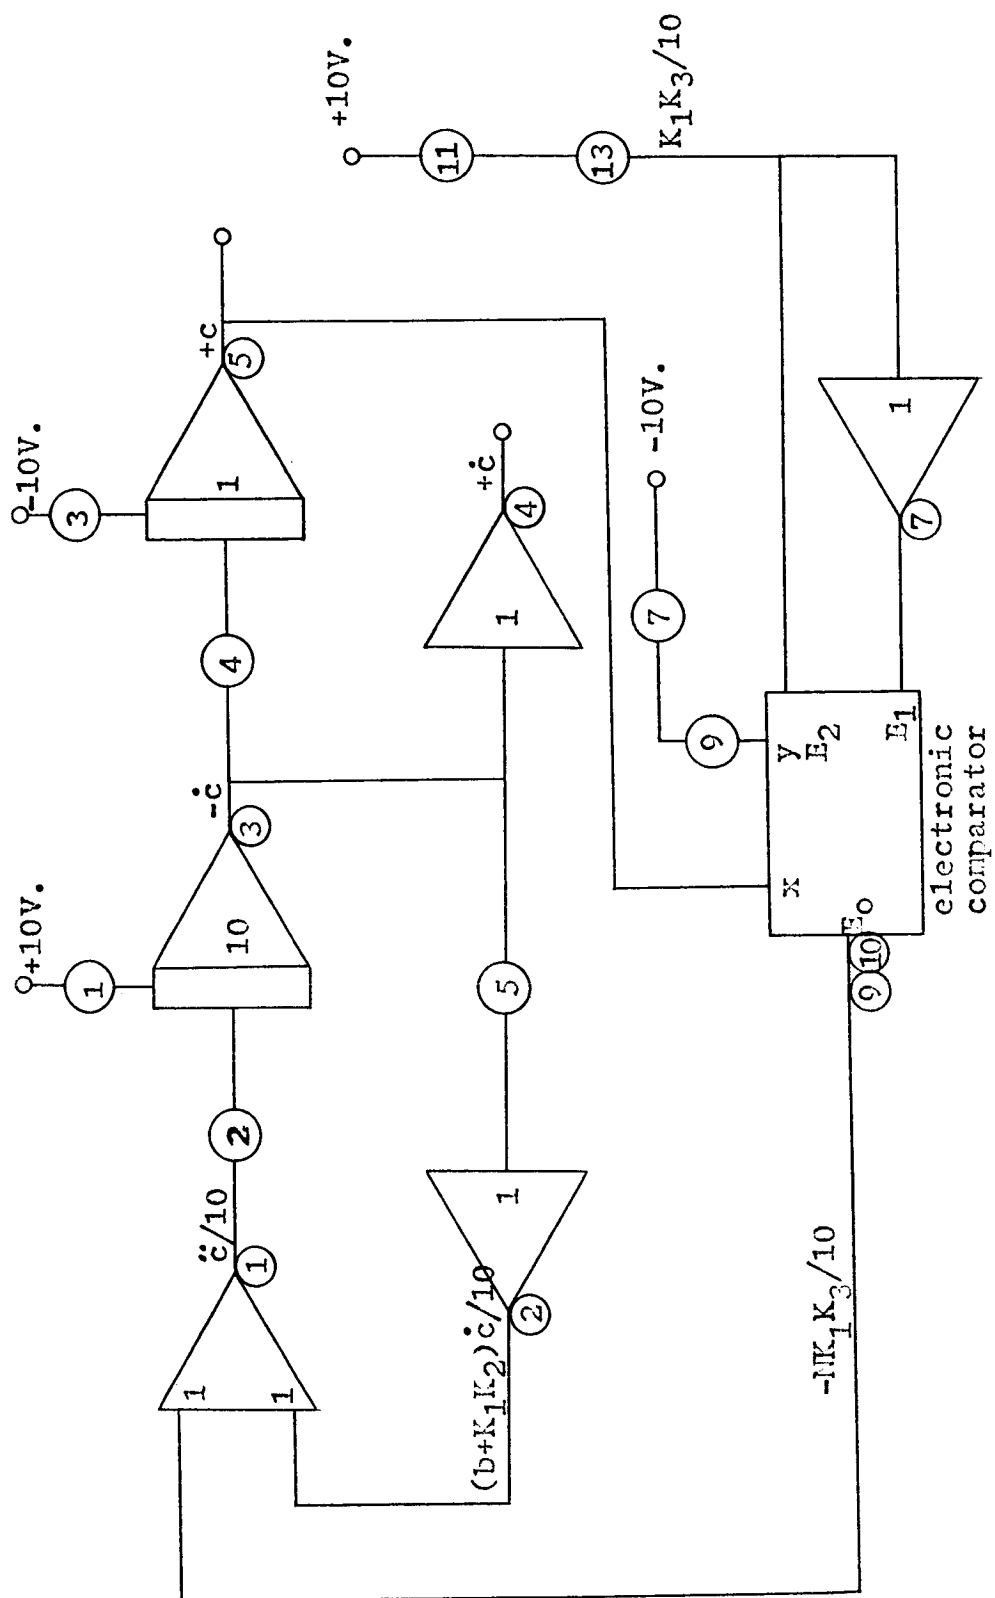 +10V.
-10V.
+10V.
1
3
11
c̈/10
2
-ċ
4
+c
13
1
1
1
10
3
1
5
K₁K₃/10
(b+K₁K₂)ċ/10
2
1
5
1
4
+ċ
-10V.
7
9
-NK₁K₃/10
9
10
E₀
x
y
E₂
E₁
7
1
electronic
comparator